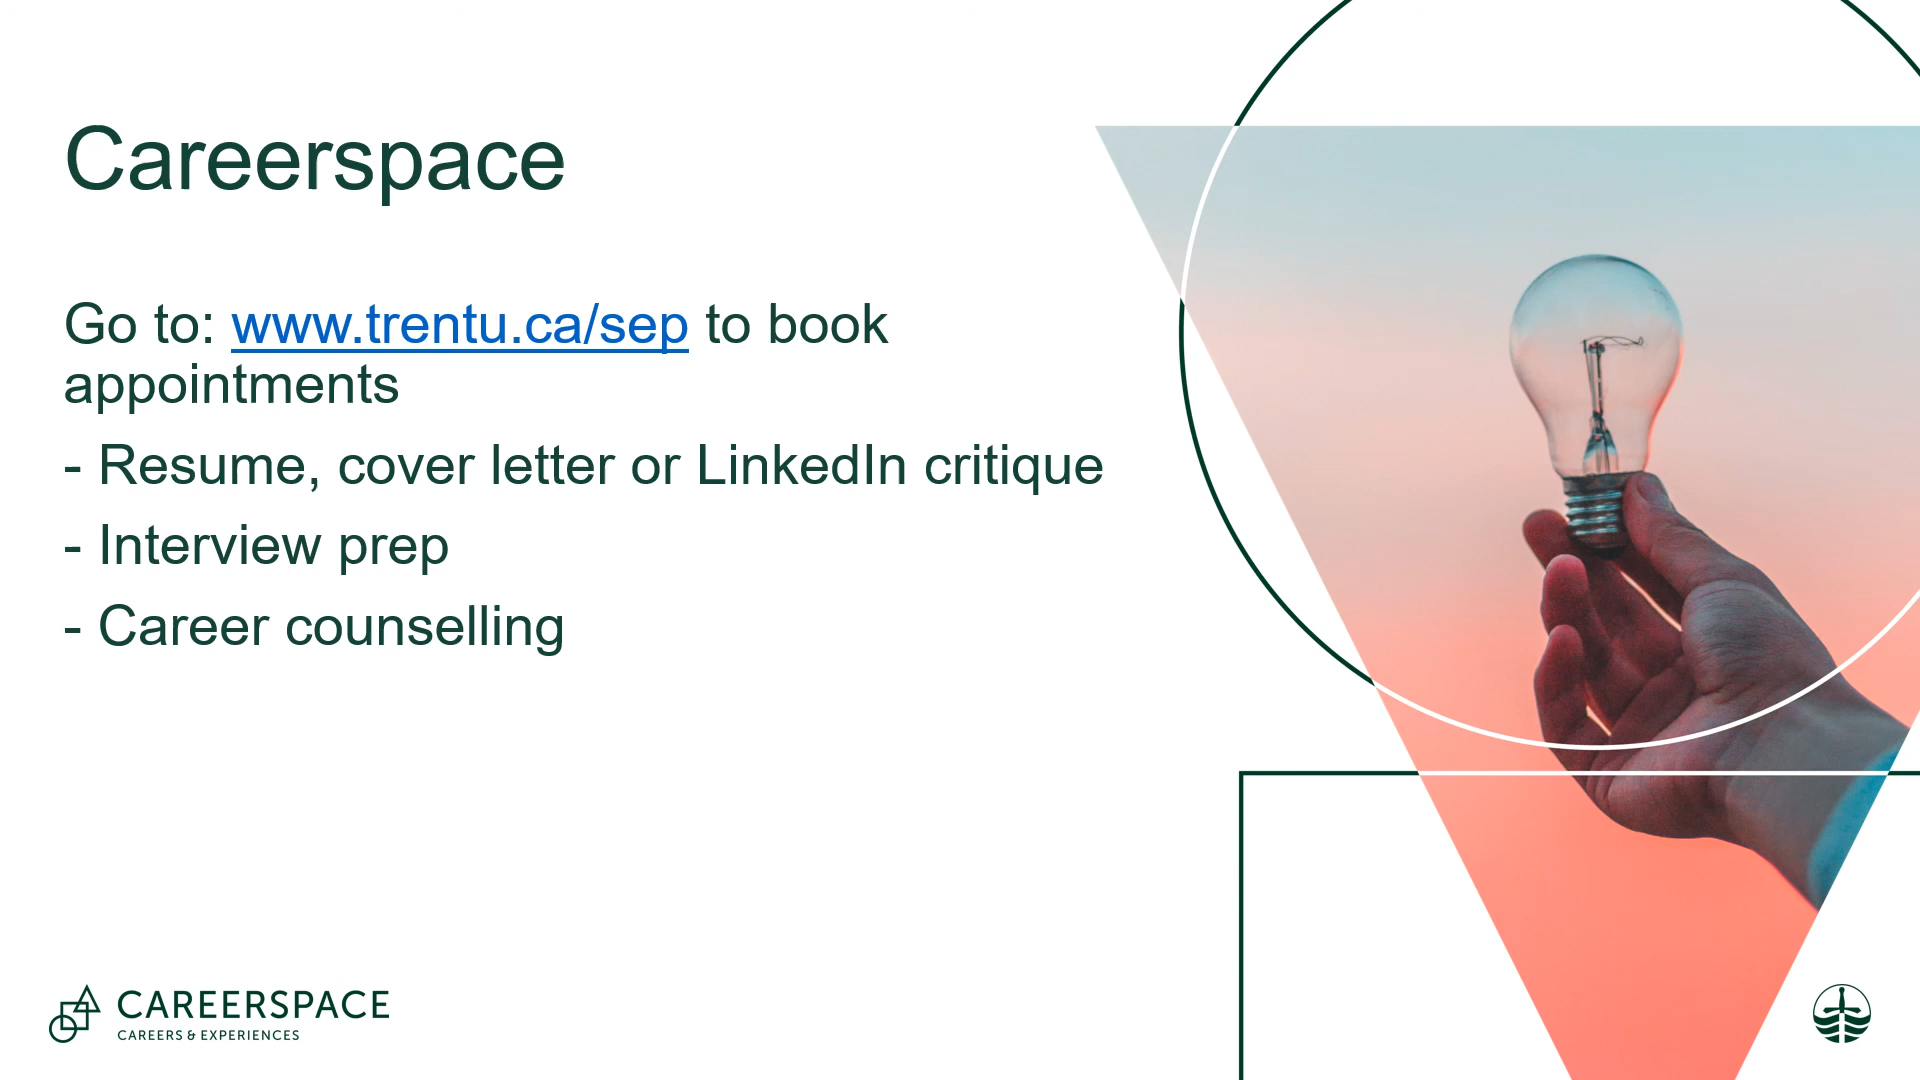 Careerspace
Go to: www.trentu.ca/sep to book
appointments
- Resume, cover letter or LinkedIn critique
- Interview prep
- Career counselling
CAREERSPACE
CAREERS & EXPERIENCES